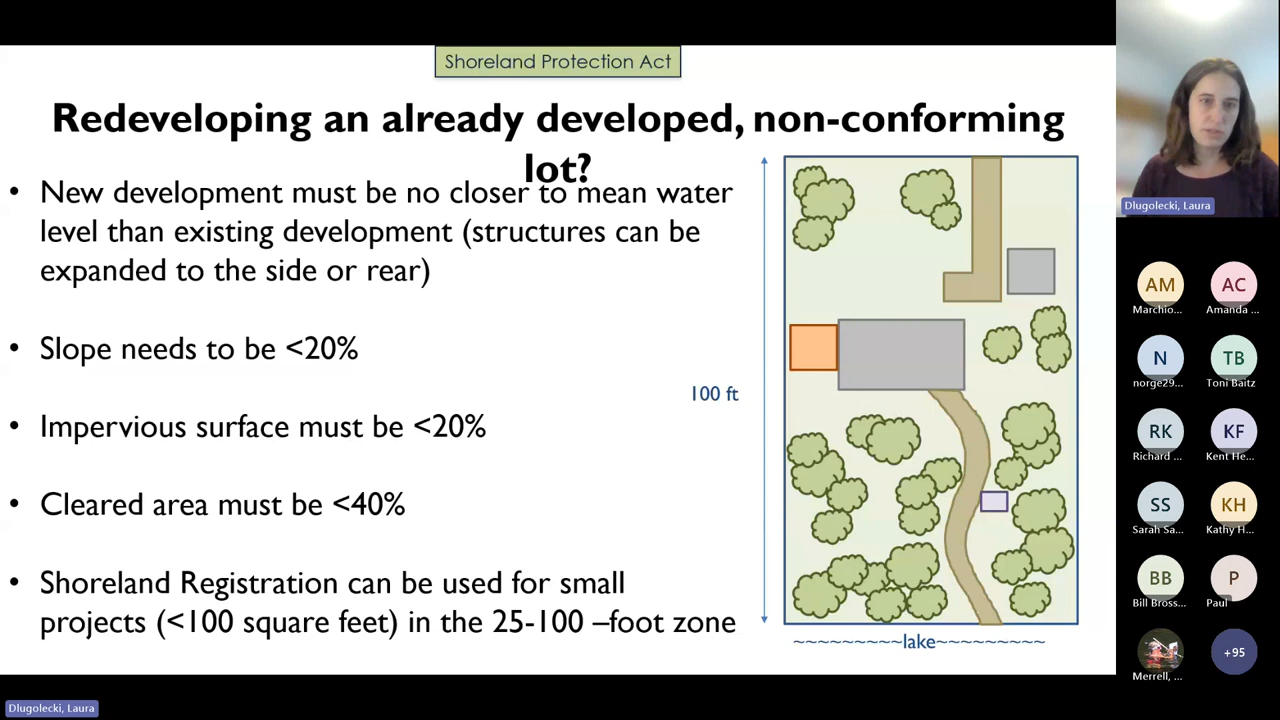 Shoreland Protection Act
Redeveloping an already developed, non-conforming
lot?
• New development must be no closer to mean water
level than existing development (structures can be
expanded to the side or rear)
• Slope needs to be <20%
• Impervious surface must be <20%
• Cleared area must be <40%
• Shoreland Registration can be used for small
projects (<100 square feet) in the 25-100 –foot zone
100 ft
~~~~~~~~~lake~~~~~~~~~
Dlugolecki, Laura
AM
Marchio...
AC
Amanda ...
N
norge29...
TB
Toni Baitz
RK
Richard ...
KF
Kent He...
SS
Sarah Sa...
KH
Kathy H...
BB
Bill Bross...
P
Paul
Merrell, ...
+95
Dlugolecki, Laura